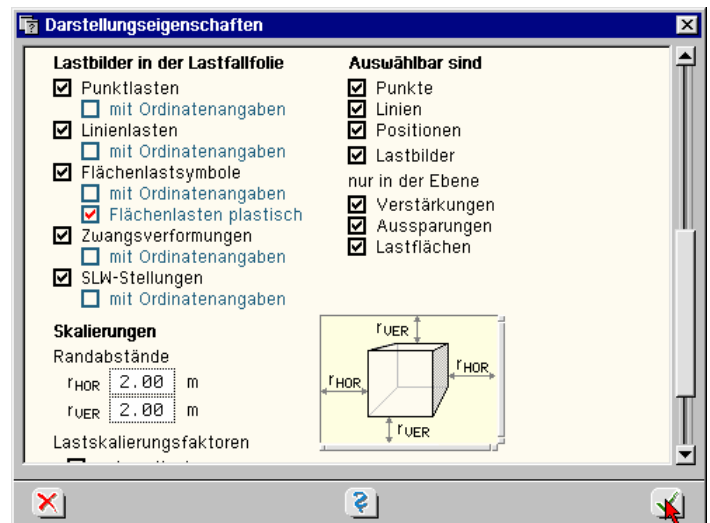 Darstellungseigenschaften
Lastbilder in der Lastfallfolie
Punktlasten
mit Ordinatenangaben
Linienlasten
mit Ordinatenangaben
Flächenlastsymbole
mit Ordinatenangaben
Flächenlasten plastisch
Zwangsverformungen
mit Ordinatenangaben
SLW-Stellungen
mit Ordinatenangaben
Auswählbar sind
Punkte
Linien
Positionen
Lastbilder
nur in der Ebene
Verstärkungen
Aussparungen
Lastflächen
Skalierungen
Randabstände
rHOR 2.00 m
rVER 2.00 m
Lastskalierungsfaktoren
rVER
rHOR
rHOR
rVER